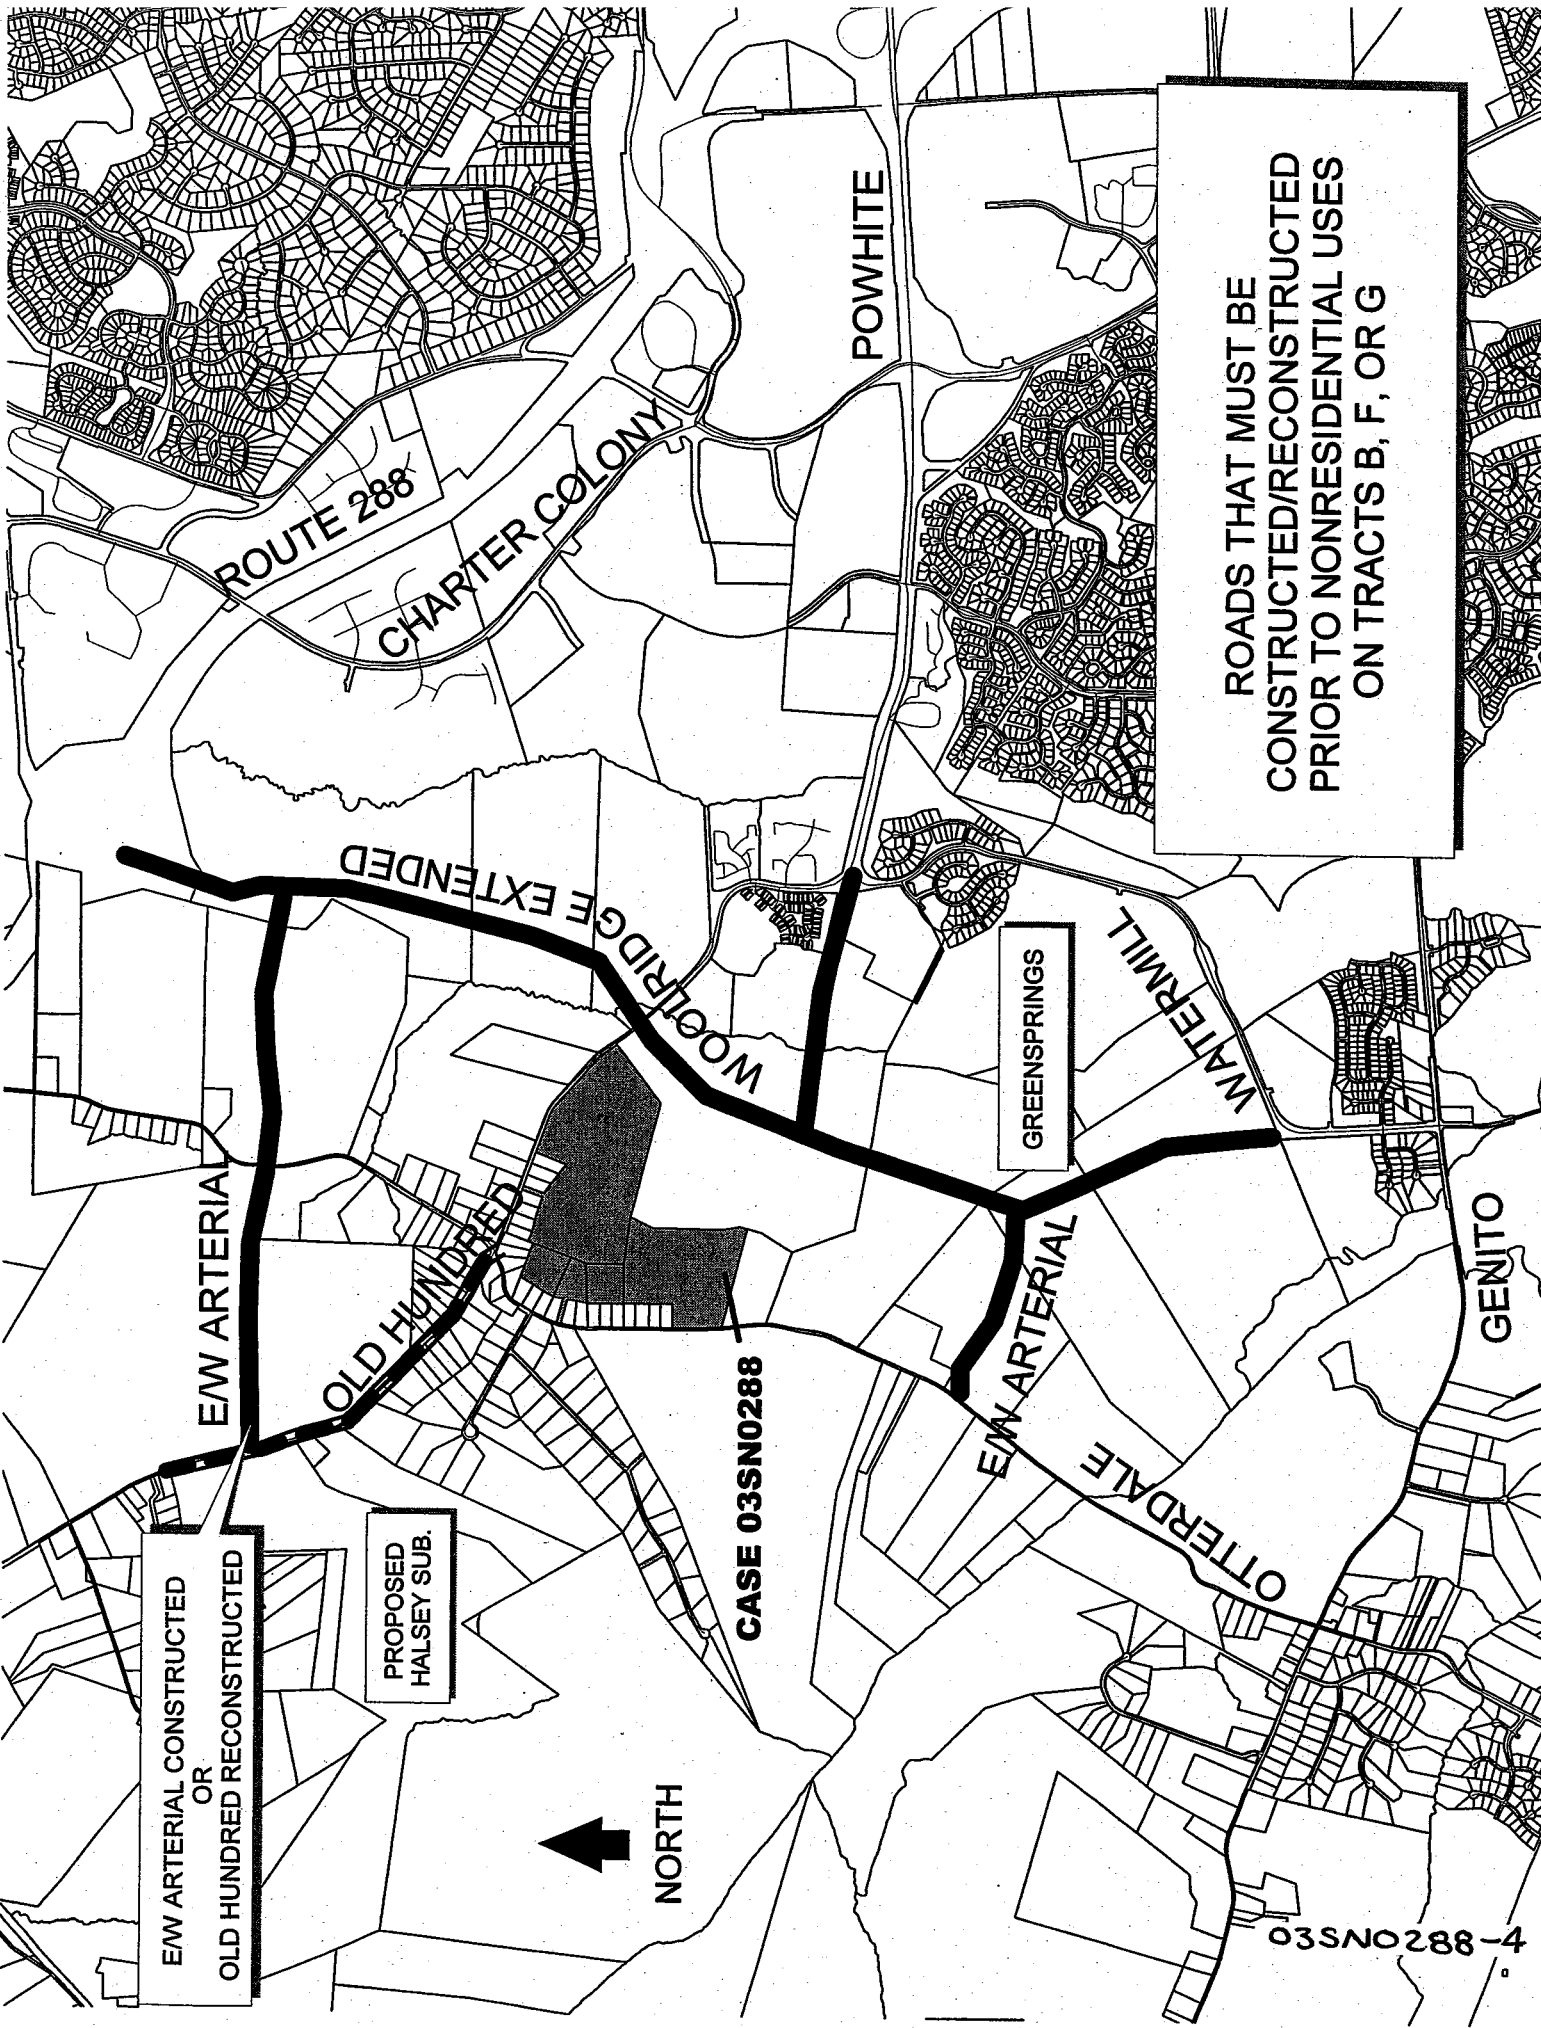 ROADS THAT MUST BE
CONSTRUCTED/RECONSTRUCTED
PRIOR TO NONRESIDENTIAL USES
ON TRACTS B, F, OR G
ROUTE 288
CHARTER COLONY
POWHITE
WOOLRIDGE EXTENDED
E/W ARTERIAL
OLD HUNDRED
E/W ARTERIAL CONSTRUCTED
OR
OLD HUNDRED RECONSTRUCTED
PROPOSED
HALSEY SUB.
CASE 03SN0288
GREENSPRINGS
WATERMILL
E/W ARTERIAL
OTTERDALE
GENITO
NORTH
03SN0288-4